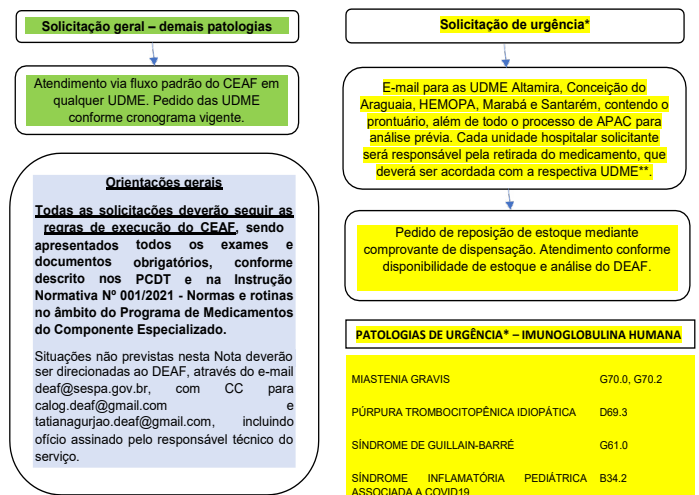 Solicitação geral – demais patologias
Atendimento via fluxo padrão do CEAF em
qualquer UDME. Pedido das UDME
conforme cronograma vigente.
Orientações gerais
Todas as solicitações deverão seguir as
regras de execução do CEAF, sendo
apresentados todos os exames e
documentos obrigatórios, conforme
descrito nos PCDT e na Instrução
Normativa Nº 001/2021 - Normas e rotinas
no âmbito do Programa de Medicamentos
do Componente Especializado.
Situações não previstas nesta Nota deverão
ser direcionadas ao DEAF, através do e-mail
deaf@sespa.gov.br, com CC para
calog.deaf@gmail.com e
tatianagurjao.deaf@gmail.com, incluindo
ofício assinado pelo responsável técnico do
serviço.
Solicitação de urgência*
E-mail para as UDME Altamira, Conceição do
Araguaia, HEMOPA, Marabá e Santarém, contendo o
prontuário, além de todo o processo de APAC para
análise prévia. Cada unidade hospitalar solicitante
será responsável pela retirada do medicamento, que
deverá ser acordada com a respectiva UDME**.
Pedido de reposição de estoque mediante
comprovante de dispensação. Atendimento conforme
disponibilidade de estoque e análise do DEAF.
PATOLOGIAS DE URGÊNCIA* – IMUNOGLOBULINA HUMANA
MIASTENIA GRAVIS G70.0, G70.2
PÚRPURA TROMBOCITOPÊNICA IDIOPÁTICA D69.3
SÍNDROME DE GUILLAIN-BARRÉ G61.0
SÍNDROME INFLAMATÓRIA PEDIÁTRICA B34.2
ASSOCIADA A COVID19